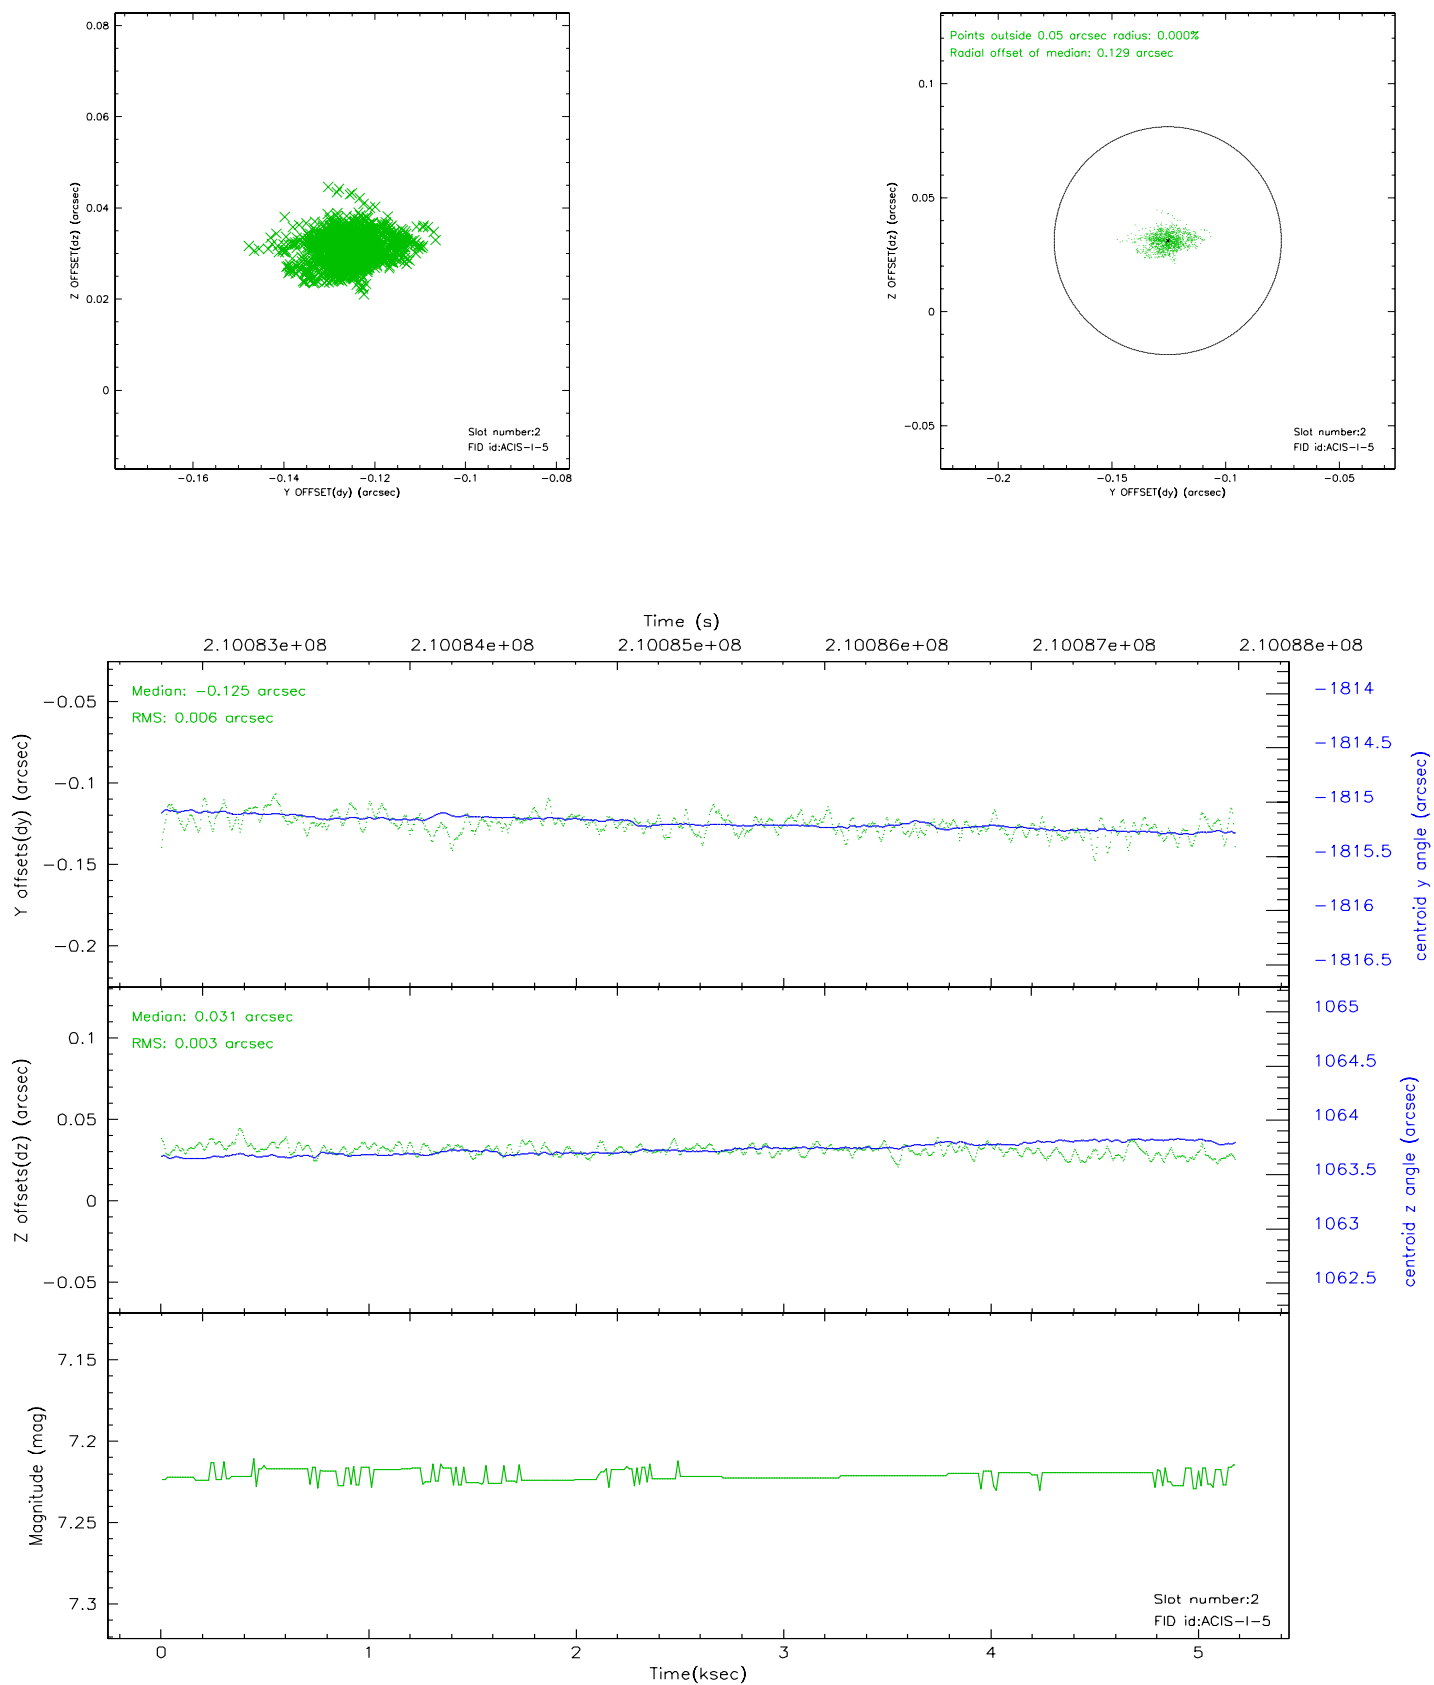 0.08
0.06
0.04
0.02
0
Z OFFSET(dz) (arcsec)
Slot number:2
FID id:ACIS-I-5
-0.16
-0.14
-0.12
-0.1
-0.08
Y OFFSET(dy) (arcsec)
Points outside 0.05 arcsec radius: 0.000%
Radial offset of median: 0.129 arcsec
0.1
0.05
0
-0.05
Z OFFSET(dz) (arcsec)
Slot number:2
FID id:ACIS-I-5
-0.2
-0.15
-0.1
-0.05
Y OFFSET(dy) (arcsec)
Time (s)
2.10083e+08
2.10084e+08
2.10085e+08
2.10086e+08
2.10087e+08
2.10088e+08
Median: -0.125 arcsec
RMS: 0.006 arcsec
-0.05
-0.1
-0.15
-0.2
Y offsets(dy) (arcsec)
-1814
-1814.5
-1815
-1815.5
-1816
-1816.5
centroid y angle (arcsec)
Median: 0.031 arcsec
RMS: 0.003 arcsec
0.1
0.05
0
-0.05
Z offsets(dz) (arcsec)
1065
1064.5
1064
1063.5
1063
1062.5
centroid z angle (arcsec)
7.15
7.2
7.25
7.3
Magnitude (mag)
Slot number:2
FID id:ACIS-I-5
0
1
2
3
4
5
Time(ksec)